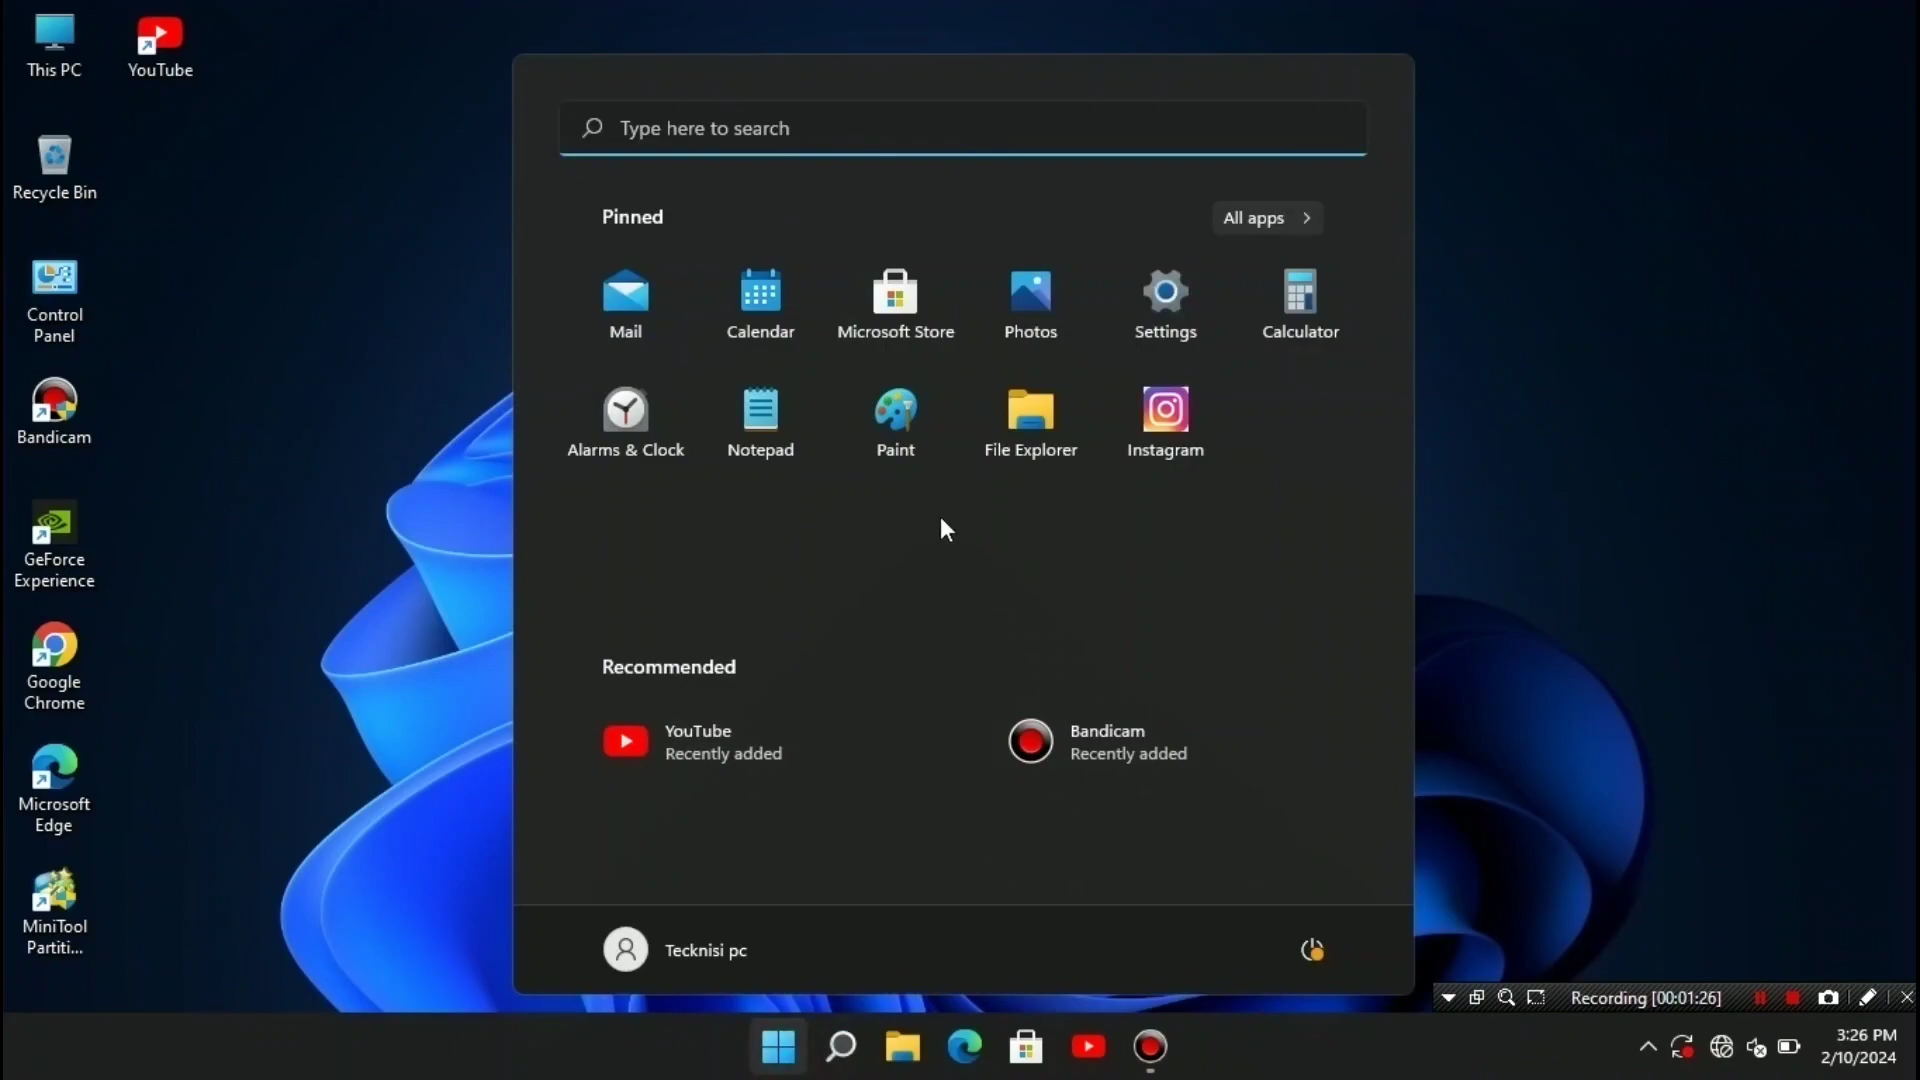 This PC
YouTube
Recycle Bin
Control
Panel
Bandicam
GeForce
Experience
Google
Chrome
Microsoft
Edge
MiniTool
Partiti...
Type here to search
Pinned
All apps
Mail
Calendar
Microsoft Store
Photos
Settings
Calculator
Alarms & Clock
Notepad
Paint
File Explorer
Instagram
Recommended
YouTube
Recently added
Bandicam
Recently added
Tecknisi pc
Recording [00:01:26]
3:26 PM
2/10/2024